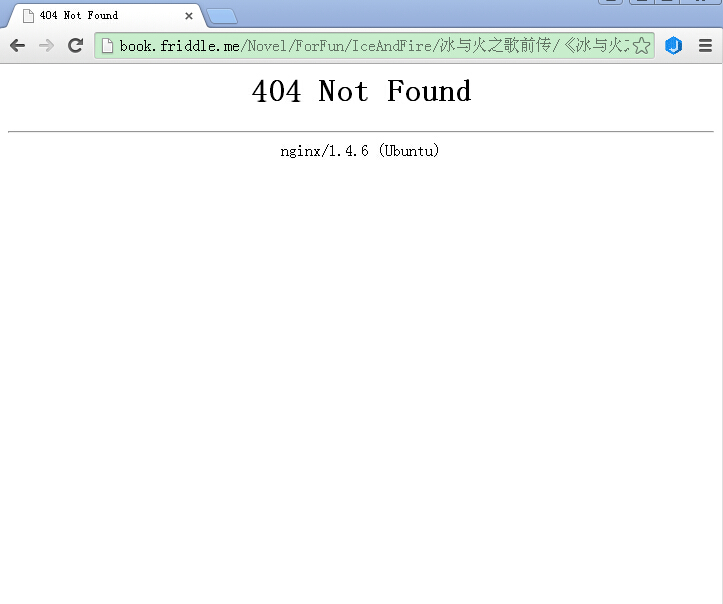 404 Not Found
book.friddle.me/Novel/ForFun/IceAndFire/冰与火之歌前传/《冰与火
404 Not Found
nginx/1.4.6 (Ubuntu)